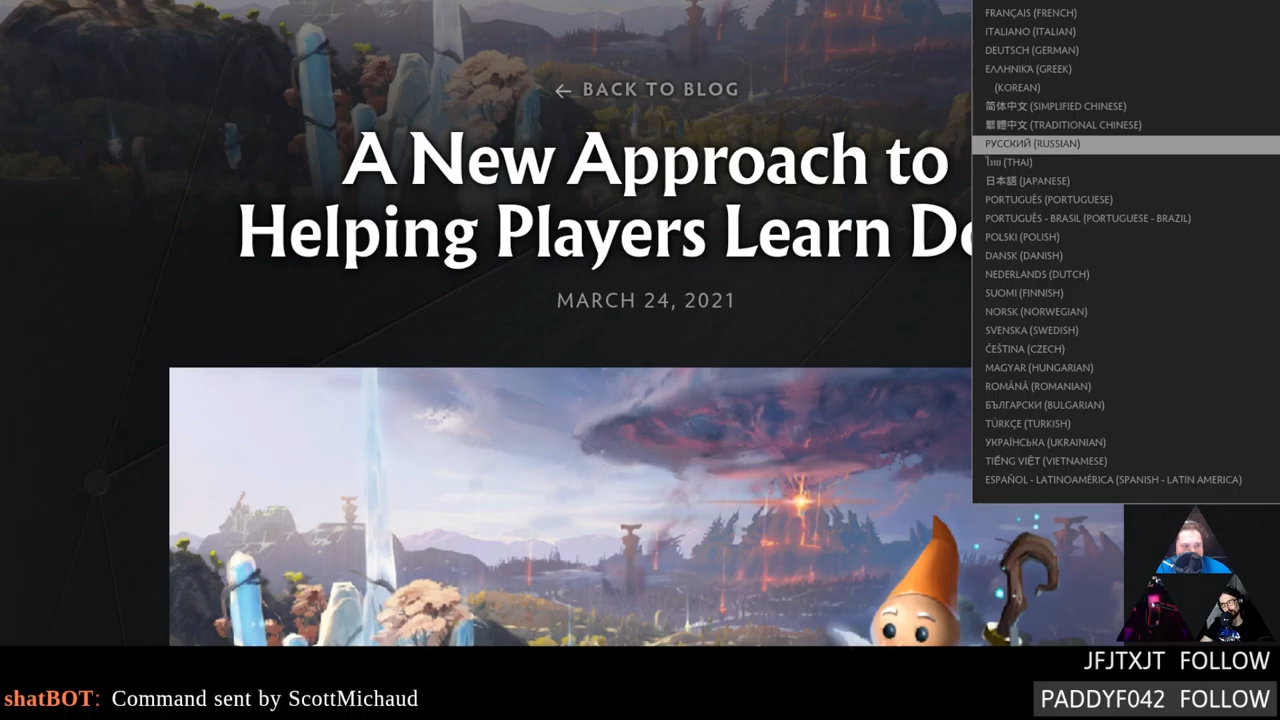 ← BACK TO BLOG
A New Approach to
Helping Players Learn
MARCH 24, 2021
FRANÇAIS (FRENCH)
ITALIANO (ITALIAN)
DEUTSCH (GERMAN)
ΕΛΛΗΝΙΚΆ (GREEK)
(KOREAN)
简体中文 (SIMPLIFIED CHINESE)
繁體中文 (TRADITIONAL CHINESE)
РУССКИЙ (RUSSIAN)
ไทย (THAI)
日本語 (JAPANESE)
PORTUGUÊS (PORTUGUESE)
PORTUGUÊS - BRASIL (PORTUGUESE - BRAZIL)
POLSKI (POLISH)
DANSK (DANISH)
NEDERLANDS (DUTCH)
SUOMI (FINNISH)
NORSK (NORWEGIAN)
SVENSKA (SWEDISH)
ČEŠTINA (CZECH)
MAGYAR (HUNGARIAN)
ROMÂNĂ (ROMANIAN)
БЪЛГАРСКИ (BULGARIAN)
TÜRKÇE (TURKISH)
УКРАЇНСЬКА (UKRAINIAN)
TIẾNG VIỆT (VIETNAMESE)
ESPAÑOL - LATINOAMÉRICA (SPANISH - LATIN AMERICA)
JFJTXJT FOLLOW
shatBOT: Command sent by ScottMichaud
PADDYF042 FOLLOW